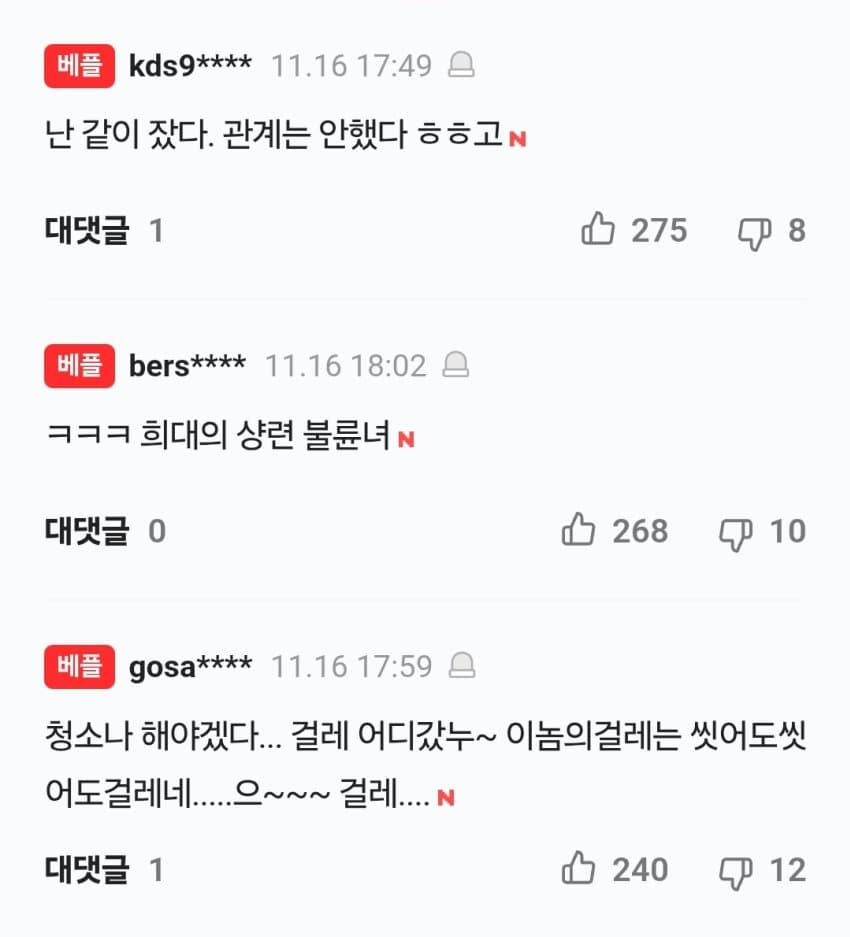 베플 kds9**** 11.16 17:49
난 같이 잤다. 관계는 안했다 ㅎㅎ고 N
대댓글 1 275 8
베플 bers**** 11.16 18:02
ㅋㅋㅋ 희대의 샹련 불륜녀 N
대댓글 0 268 10
베플 gosa**** 11.16 17:59
청소나 해야겠다... 걸레 어디갔누~ 이놈의걸레는 씻어도씻
어도걸레네.....으~~~ 걸레.... N
대댓글 1 240 12